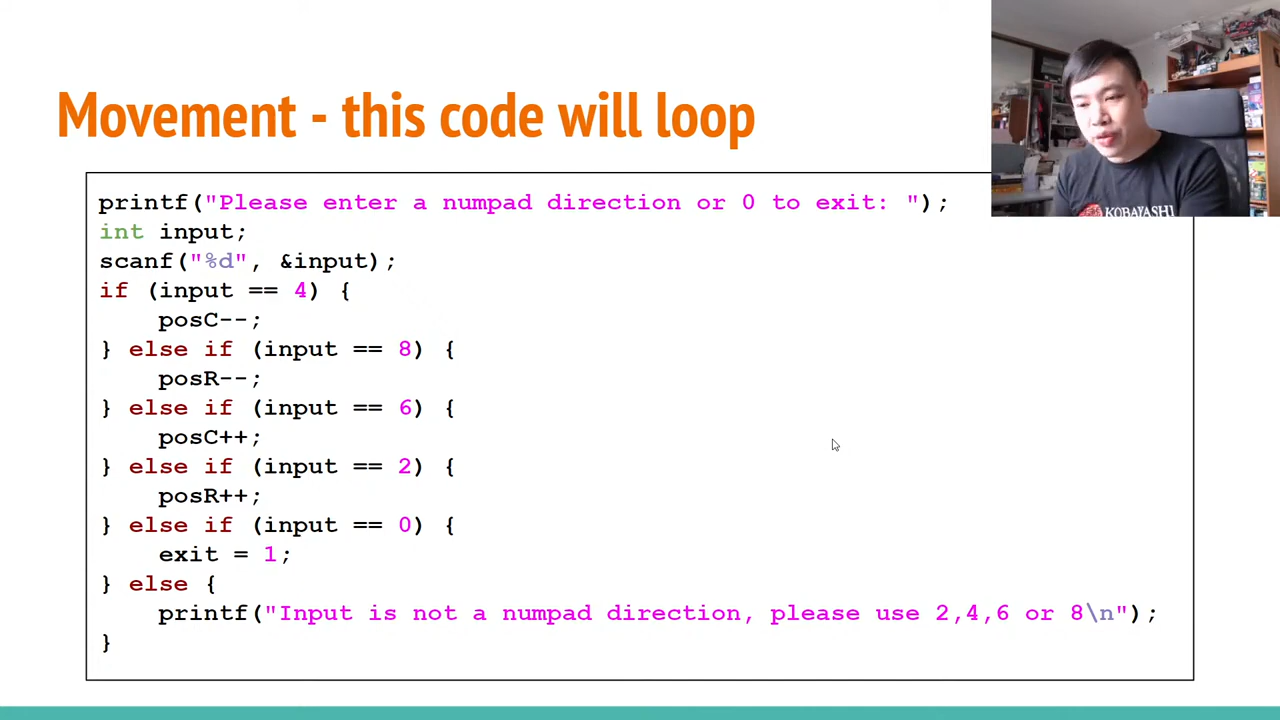 Movement - this code will loop
KOBAYASHI
printf("Please enter a numpad direction or 0 to exit: ");
int input;
scanf("%d", &input);
if (input == 4) {
    posC--;
} else if (input == 8) {
    posR--;
} else if (input == 6) {
    posC++;
} else if (input == 2) {
    posR++;
} else if (input == 0) {
    exit = 1;
} else {
    printf("Input is not a numpad direction, please use 2,4,6 or 8\n");
}